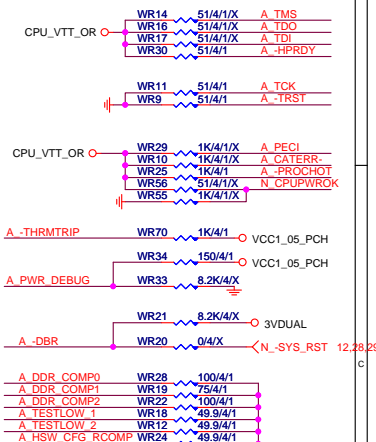 WR14 51/4/1/X A_TMS
CPU_VTT_OR WR16 51/4/1/X A_TDO
WR17 51/4/1/X A_TDI
WR30 51/4/1 A_-HPRDY
WR11 51/4/1 A_TCK
WR9 51/4/1 A_-TRST
CPU_VTT_OR WR29 1K/4/1/X A_PECI
WR10 1K/4/1/X A_CATERR-
WR25 1K/4/1 A_-PROCHOT
WR56 51/4/1/X N_CPUPWROK
WR55 1K/4/1/X
A_-THRMTRIP WR70 1K/4/1 VCC1_05_PCH
WR34 150/4/1 VCC1_05_PCH
A_PWR_DEBUG WR33 8.2K/4/X
WR21 8.2K/4/X 3VDUAL
A_-DBR WR20 0/4/X N_-SYS_RST 12,28,29
C
A_DDR_COMP0 WR28 100/4/1
A_DDR_COMP1 WR19 75/4/1
A_DDR_COMP2 WR22 100/4/1
A_TESTLOW_1 WR18 49.9/4/1
A_TESTLOW_2 WR12 49.9/4/1
A_HSW_CFG_RCOMP WR24 49.9/4/1